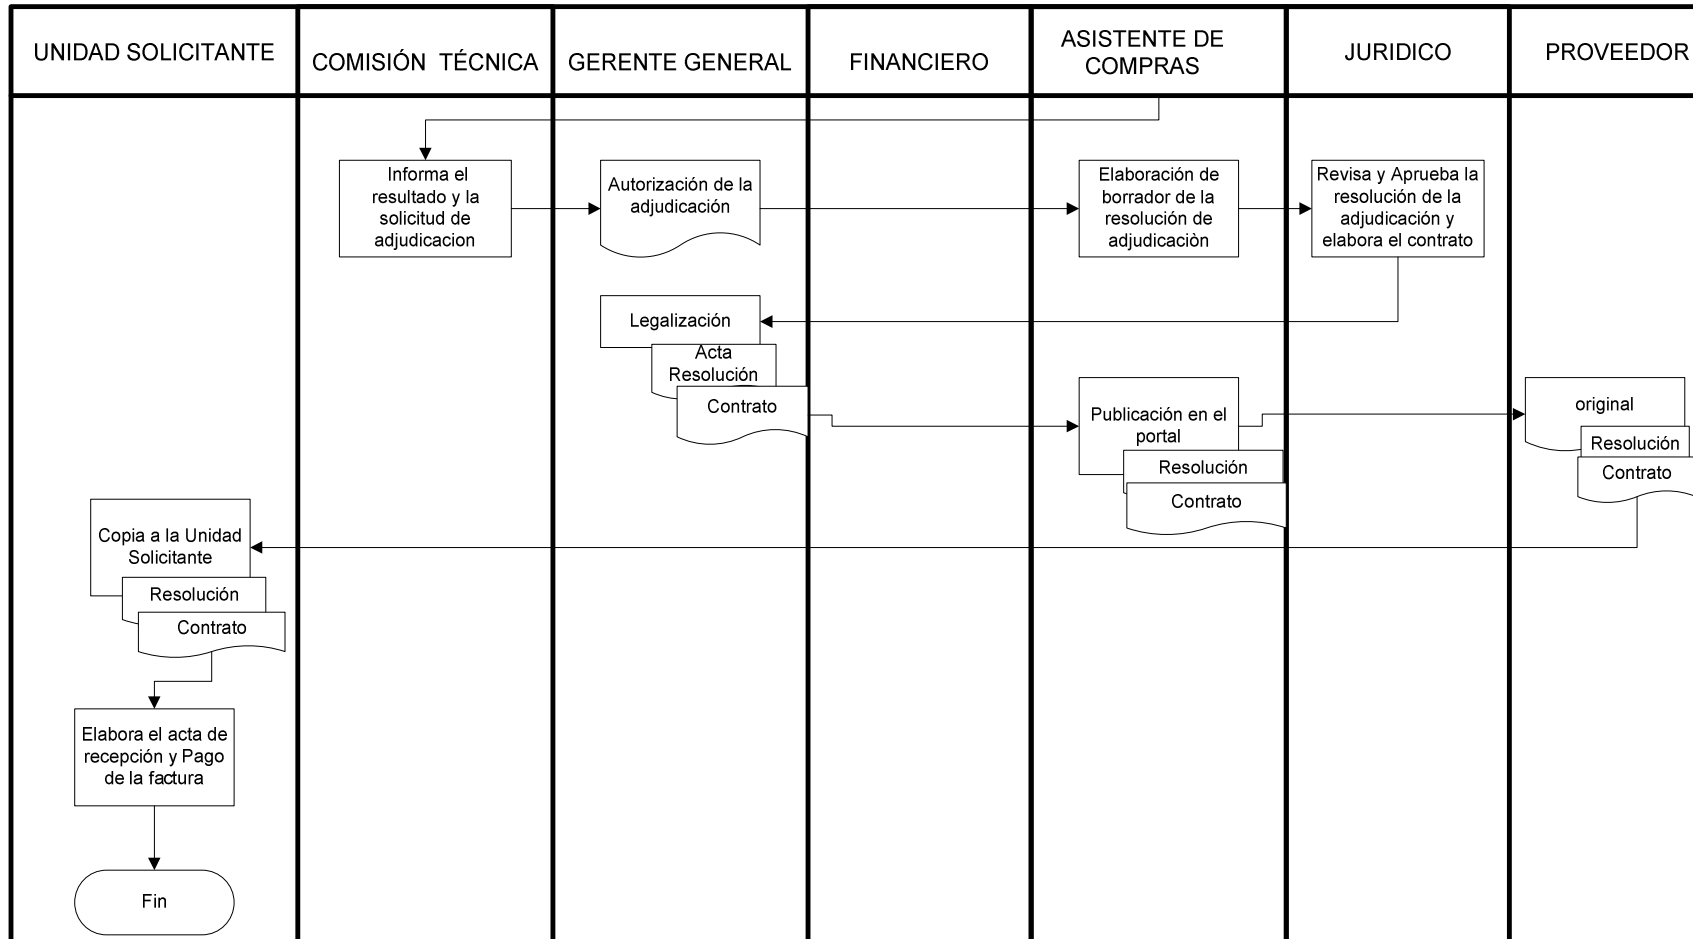 UNIDAD SOLICITANTE
COMISIÓN TÉCNICA
GERENTE GENERAL
FINANCIERO
ASISTENTE DE
COMPRAS
JURIDICO
PROVEEDOR
Informa el
resultado y la
solicitud de
adjudicacion
Autorización de la
adjudicación
Elaboración de
borrador de la
resolución de
adjudicaciòn
Revisa y Aprueba la
resolución de la
adjudicación y
elabora el contrato
Legalización
Acta
Resolución
Contrato
Publicación en el
portal
Resolución
Contrato
original
Resolución
Contrato
Copia a la Unidad
Solicitante
Resolución
Contrato
Elabora el acta de
recepción y Pago
de la factura
Fin